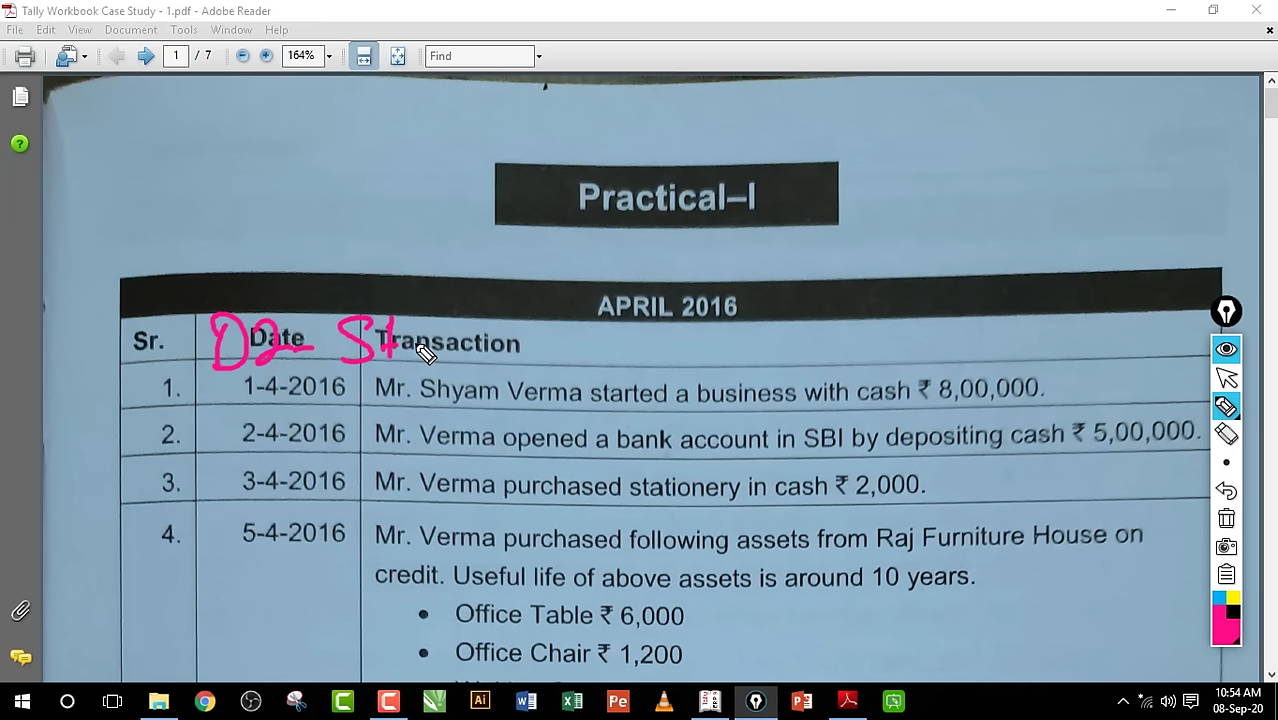 Tally Workbook Case Study - 1.pdf - Adobe Reader
File Edit View Document Tools Window Help
1 / 7 164% Find
Practical–I
APRIL 2016
Sr. Date Transaction
1. 1-4-2016 Mr. Shyam Verma started a business with cash ₹ 8,00,000.
2. 2-4-2016 Mr. Verma opened a bank account in SBI by depositing cash ₹ 5,00,000.
3. 3-4-2016 Mr. Verma purchased stationery in cash ₹ 2,000.
4. 5-4-2016 Mr. Verma purchased following assets from Raj Furniture House on
credit. Useful life of above assets is around 10 years.
• Office Table ₹ 6,000
• Office Chair ₹ 1,200
10:54 AM
08-Sep-20